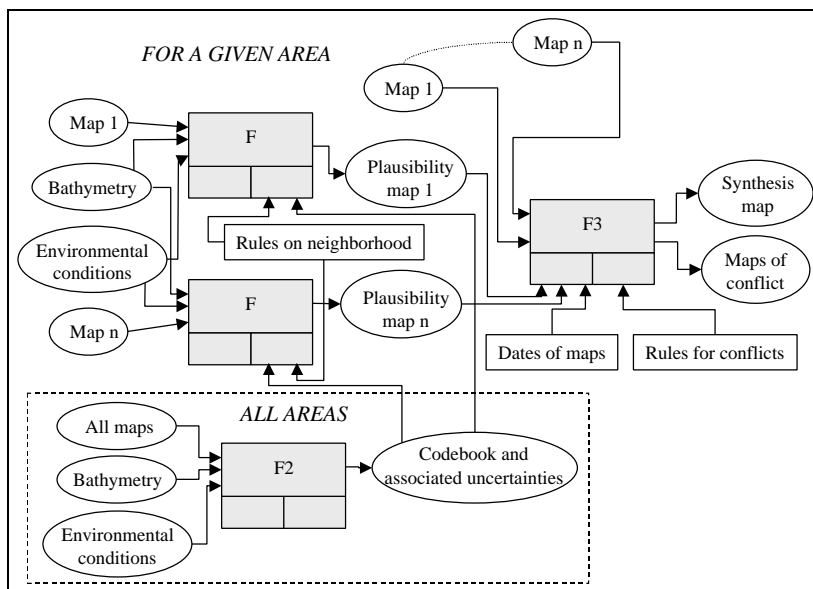 FOR A GIVEN AREA
Map n
Map 1
Map 1
F
Plausibility
map 1
Bathymetry
Synthesis
map
F3
Rules on neighborhood
Environmental
conditions
Maps of
conflict
F
Plausibility
map n
Map n
Dates of maps
Rules for conflicts
ALL AREAS
All maps
F2
Codebook and
associated uncertainties
Bathymetry
Environmental
conditions